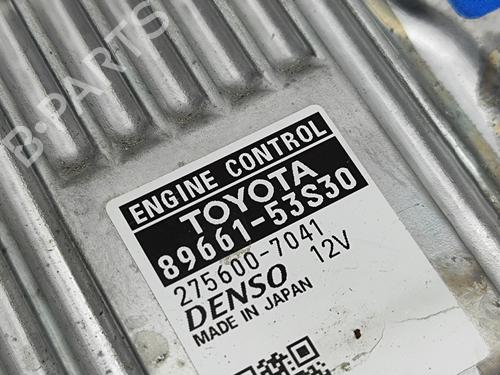 B-PARTS
ENGINE CONTROL
TOYOTA
89661-53S30
275600-7041
DENSO 12V
MADE IN JAPAN